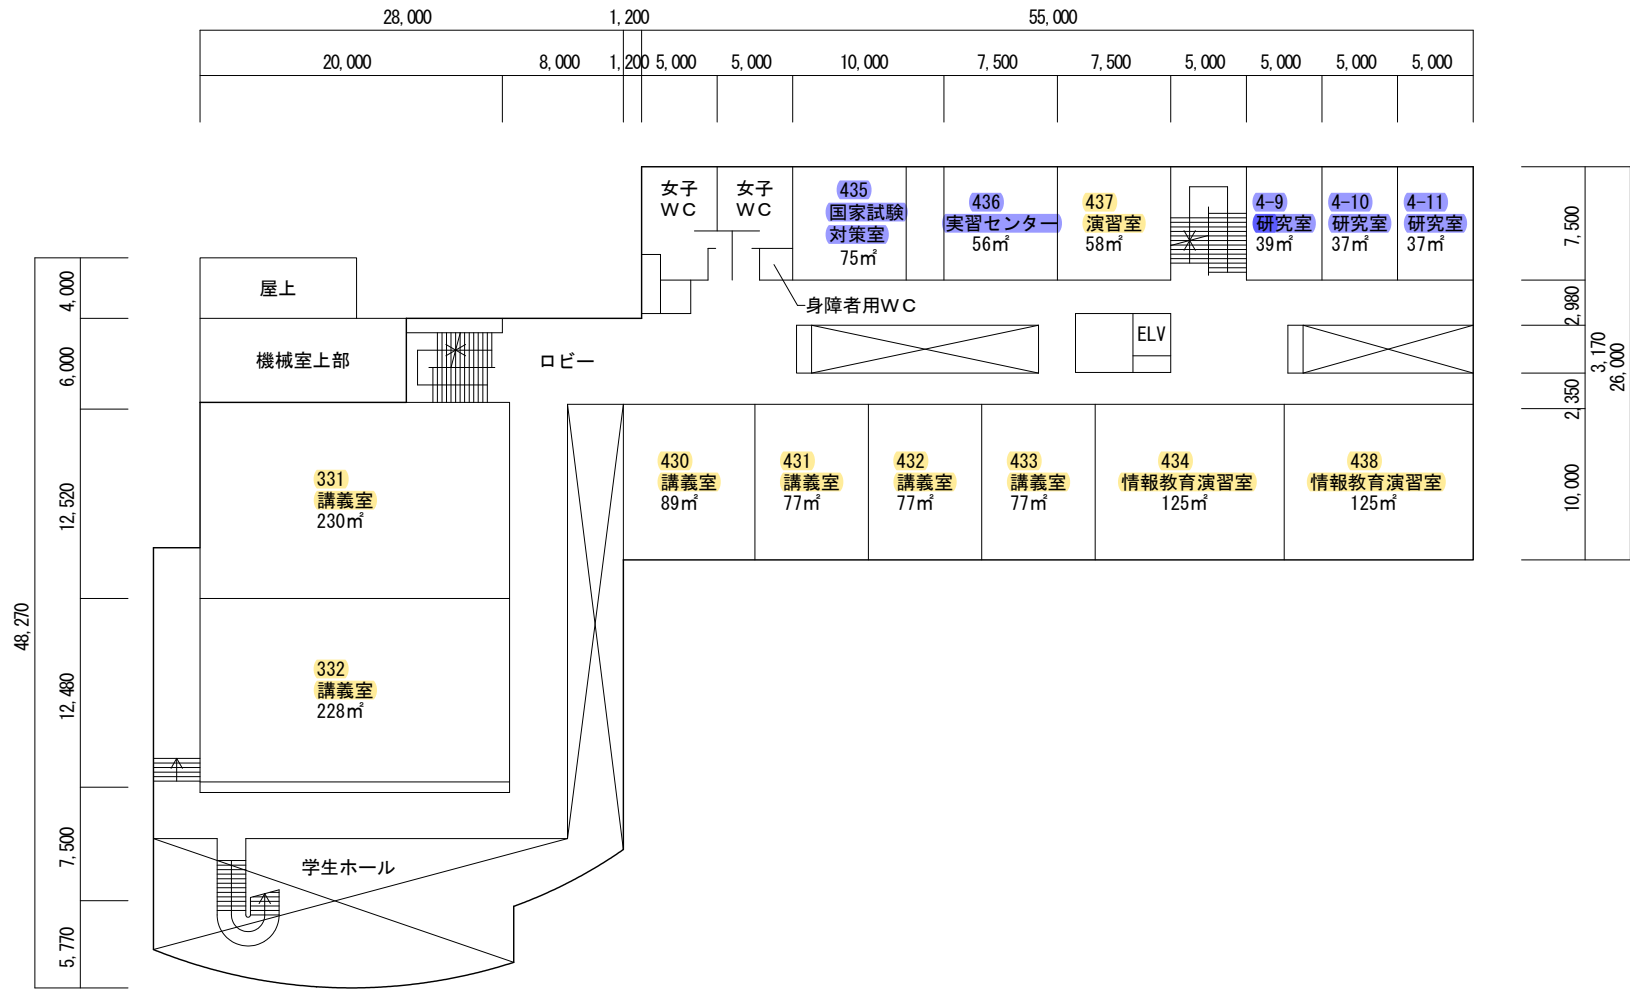 28,000 1,200 55,000
20,000 8,000 1,200 5,000 5,000 10,000 7,500 7,500 5,000 5,000 5,000 5,000
女子
ＷＣ
女子
ＷＣ
435
国家試験
対策室
75㎡
436
実習センター
56㎡
437
演習室
58㎡
4-9
研究室
39㎡
4-10
研究室
37㎡
4-11
研究室
37㎡
7,500
4,000
屋上
身障者用ＷＣ
2,980
6,000
機械室上部
ロビー
ELV
3,170
26,000
2,350
12,520
331
講義室
230㎡
430
講義室
89㎡
431
講義室
77㎡
432
講義室
77㎡
433
講義室
77㎡
434
情報教育演習室
125㎡
438
情報教育演習室
125㎡
10,000
48,270
12,480
332
講義室
228㎡
7,500
学生ホール
5,770